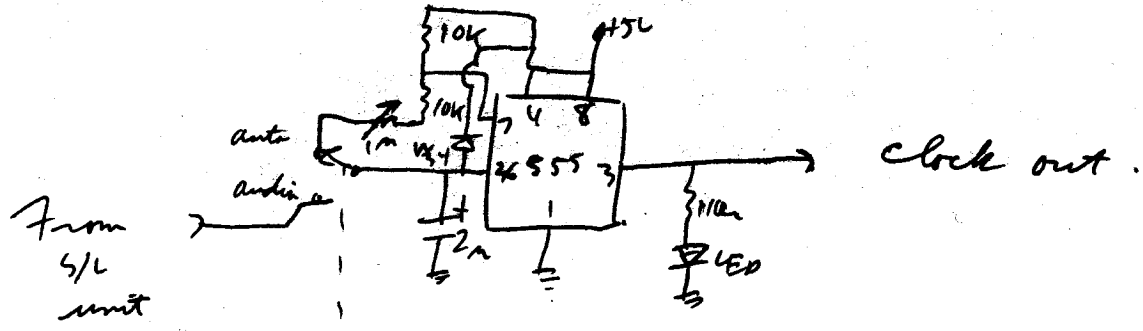 +5V
10K
10K
1M
7
4
8
auto
2/6
555
3
clock out.
audio
1
From
S/L
unit
2µ
LED